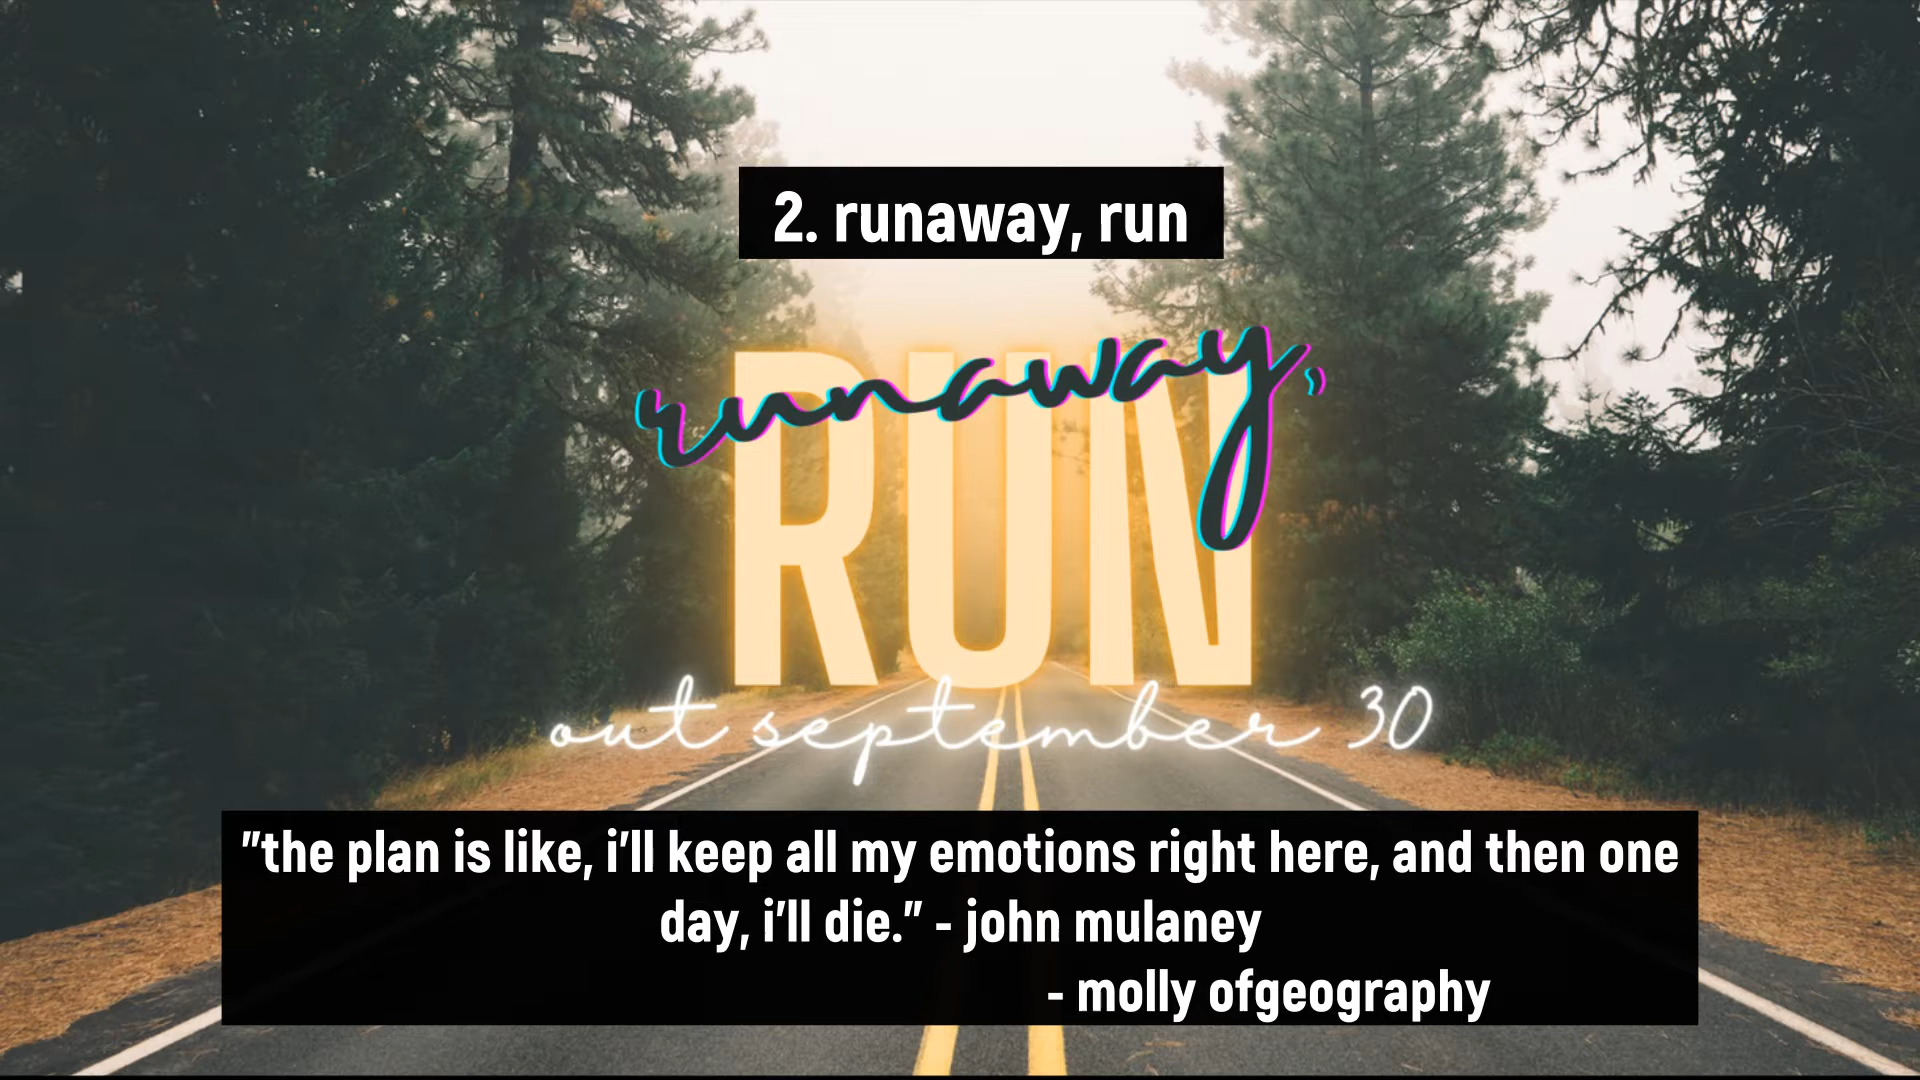 2. runaway, run
runaway,
RUN
out september 30
"the plan is like, i'll keep all my emotions right here, and then one
day, i'll die." - john mulaney
- molly ofgeography